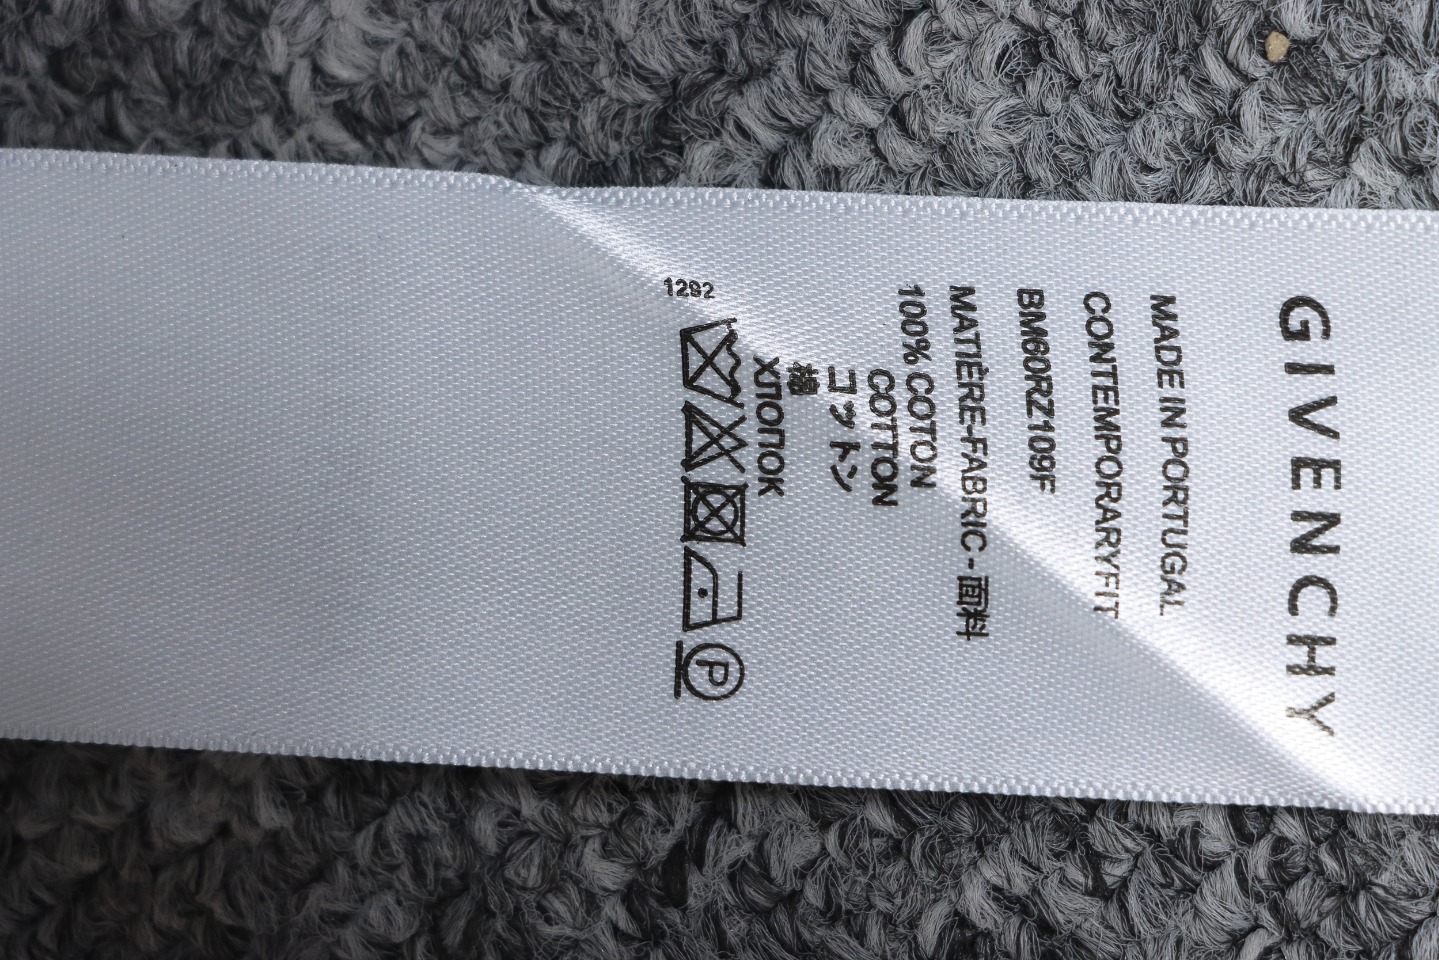 GIVENCHY
MADE IN PORTUGAL
CONTEMPORARYFIT
BM60RZ109F
MATIÈRE-FABRIC - 面料
100% COTON
COTTON
コットン
棉
ХЛОПОК
1292
P